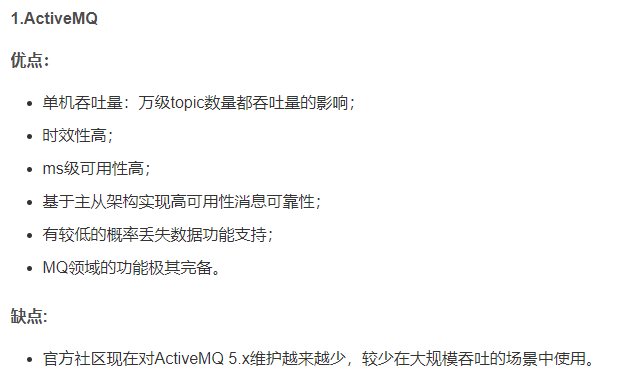 1.ActiveMQ
优点：
单机吞吐量：万级topic数量都吞吐量的影响；
时效性高；
ms级可用性高；
基于主从架构实现高可用性消息可靠性；
有较低的概率丢失数据功能支持；
MQ领域的功能极其完备。
缺点:
官方社区现在对ActiveMQ 5.x维护越来越少，较少在大规模吞吐的场景中使用。